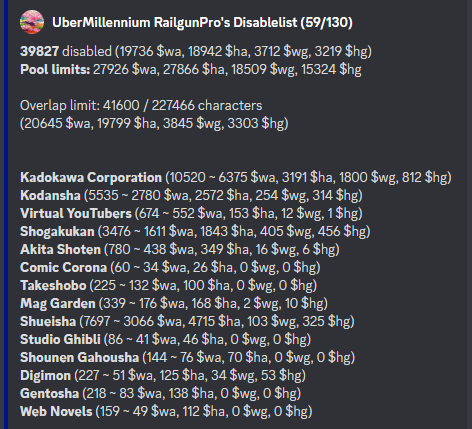 UberMillennium RailgunPro's Disablelist (59/130)
39827 disabled (19736 $wa, 18942 $ha, 3712 $wg, 3219 $hg)
Pool limits: 27926 $wa, 27866 $ha, 18509 $wg, 15324 $hg
Overlap limit: 41600 / 227466 characters
(20645 $wa, 19799 $ha, 3845 $wg, 3303 $hg)
Kadokawa Corporation (10520 ~ 6375 $wa, 3191 $ha, 1800 $wg, 812 $hg)
Kodansha (5535 ~ 2780 $wa, 2572 $ha, 254 $wg, 314 $hg)
Virtual YouTubers (674 ~ 552 $wa, 153 $ha, 12 $wg, 1 $hg)
Shogakukan (3476 ~ 1611 $wa, 1843 $ha, 405 $wg, 456 $hg)
Akita Shoten (780 ~ 438 $wa, 349 $ha, 16 $wg, 6 $hg)
Comic Corona (60 ~ 34 $wa, 26 $ha, 0 $wg, 0 $hg)
Takeshobo (225 ~ 132 $wa, 100 $ha, 0 $wg, 0 $hg)
Mag Garden (339 ~ 176 $wa, 168 $ha, 2 $wg, 10 $hg)
Shueisha (7697 ~ 3066 $wa, 4715 $ha, 103 $wg, 325 $hg)
Studio Ghibli (86 ~ 41 $wa, 46 $ha, 0 $wg, 0 $hg)
Shounen Gahousha (144 ~ 76 $wa, 70 $ha, 0 $wg, 0 $hg)
Digimon (227 ~ 51 $wa, 125 $ha, 34 $wg, 53 $hg)
Gentosha (218 ~ 83 $wa, 138 $ha, 0 $wg, 0 $hg)
Web Novels (159 ~ 49 $wa, 112 $ha, 0 $wg, 0 $hg)